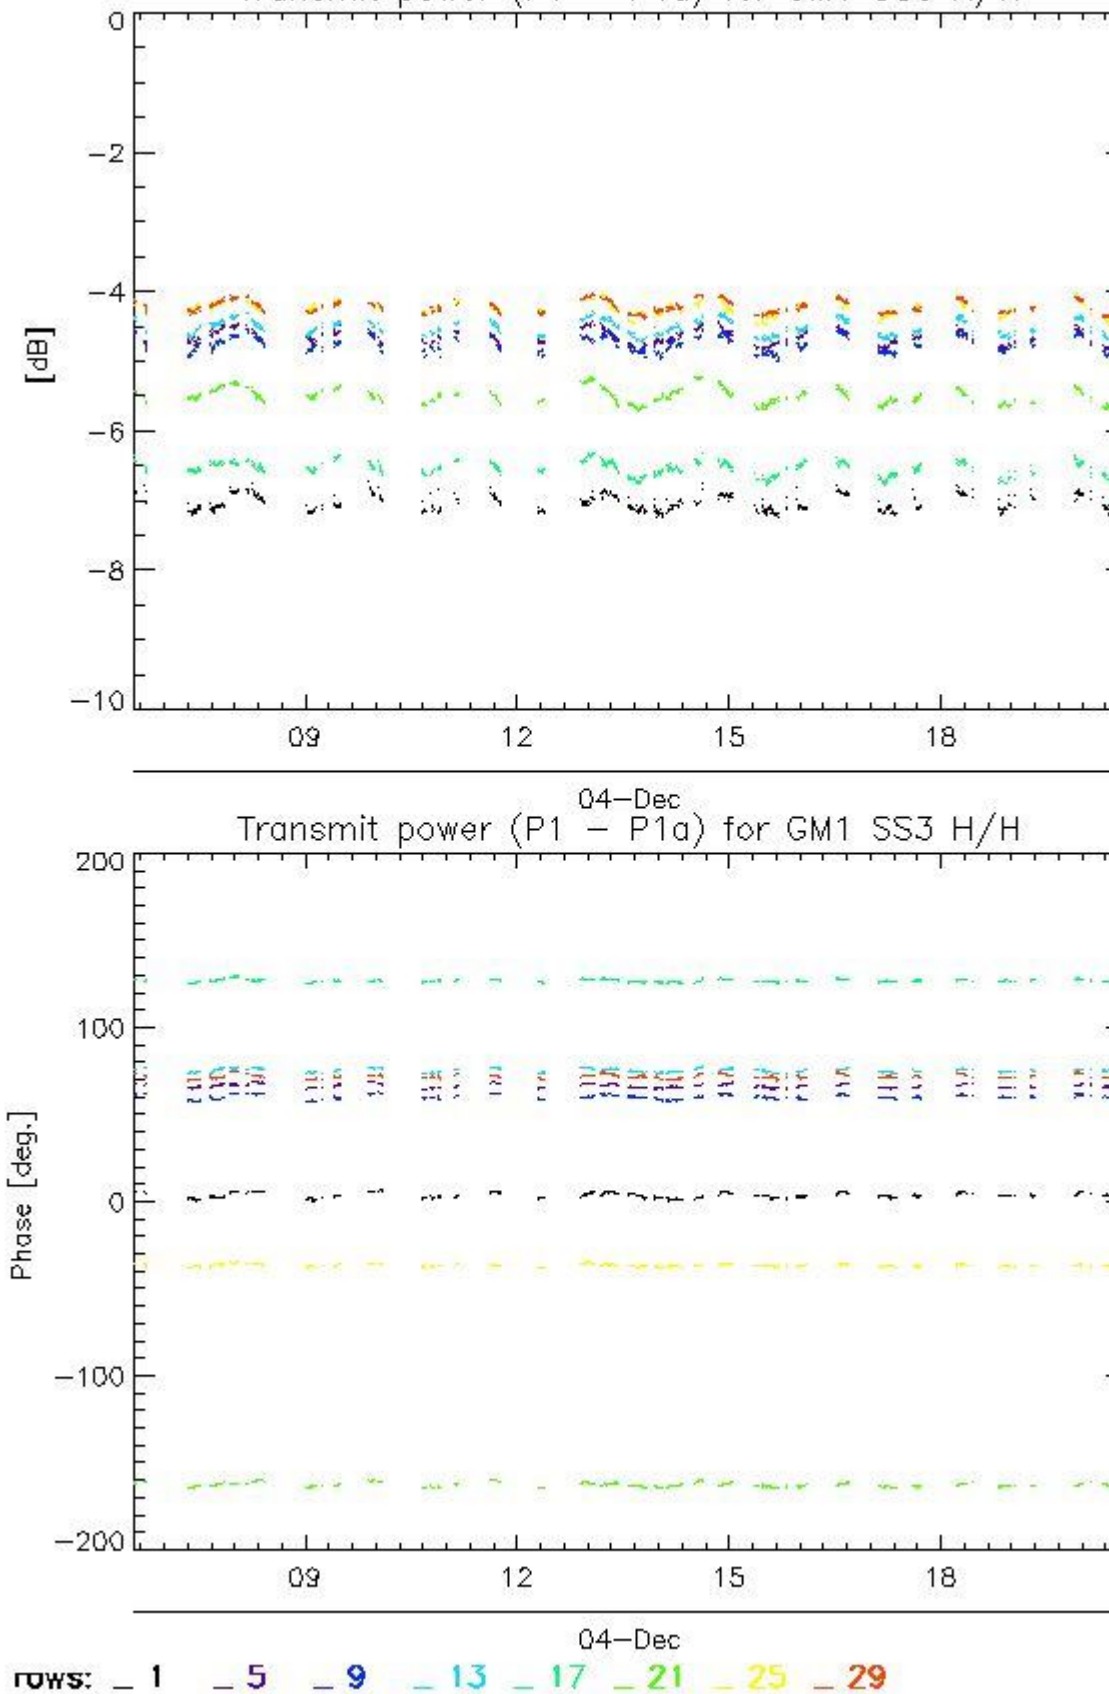 0
−2
−4
[dB]
−6
−8
−10
09 12 15 18
04−Dec
Transmit power (P1 − P1a) for GM1 SS3 H/H
200
100
Phase [deg.]
0
−100
−200
09 12 15 18
04−Dec
rows: _ 1 _ 5 _ 9 _ 13 _ 17 _ 21 _ 25 _ 29